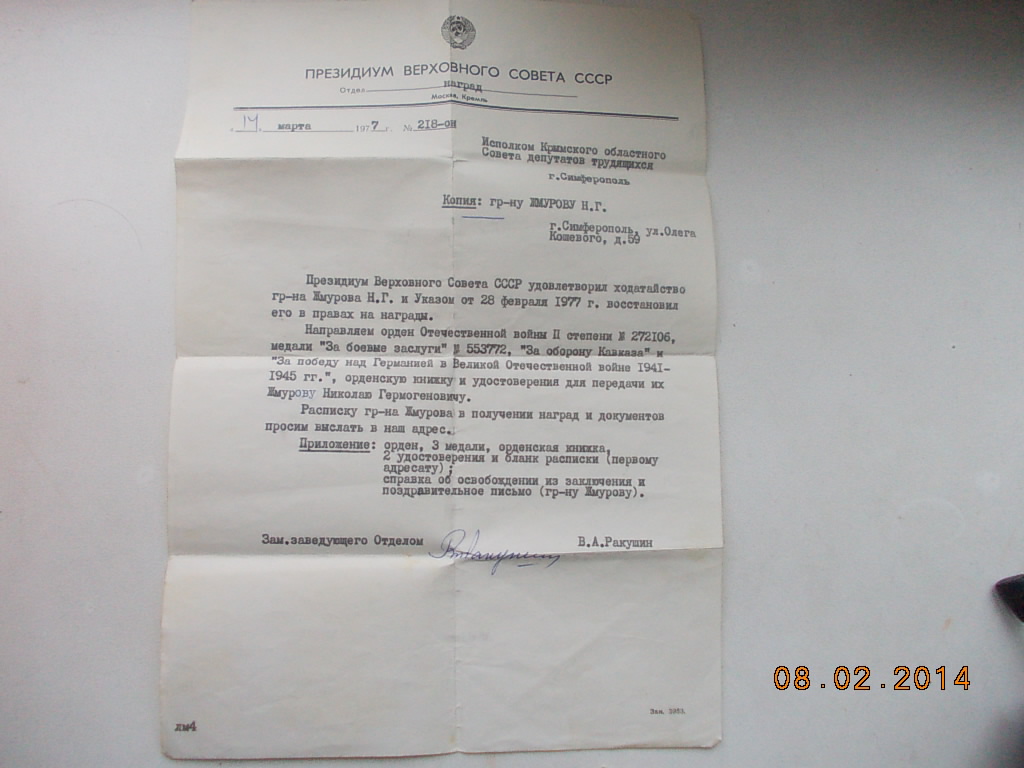 ПРЕЗИДИУМ ВЕРХОВНОГО СОВЕТА СССР
Отдел наград
Москва, Кремль
"14" марта 1977 г. № 218-он
Исполком Крымского областного
Совета депутатов трудящихся
г.Симферополь
Копия: гр-ну ЖМУРОВУ Н.Г.
г.Симферополь, ул.Олега
Кошевого, д.59
Президиум Верховного Совета СССР удовлетворил ходатайство
гр-на Жмурова Н.Г. и Указом от 28 февраля 1977 г. восстановил
его в правах на награды.
Направляем орден Отечественной войны II степени № 272106,
медали "За боевые заслуги" № 553772, "За оборону Кавказа" и
"За победу над Германией в Великой Отечественной войне 1941-
1945 гг.", орденскую книжку и удостоверения для передачи их
Жмурову Николаю Гермогеновичу.
Расписку гр-на Жмурова в получении наград и документов
просим выслать в наш адрес.
Приложение: орден, 3 медали, орденская книжка,
2 удостоверения и бланк расписки (первому
адресату);
справка об освобождении из заключения и
поздравительное письмо (гр-ну Жмурову).
Зам.заведующего Отделом В.А.Ракушин
лм4
08.02.2014